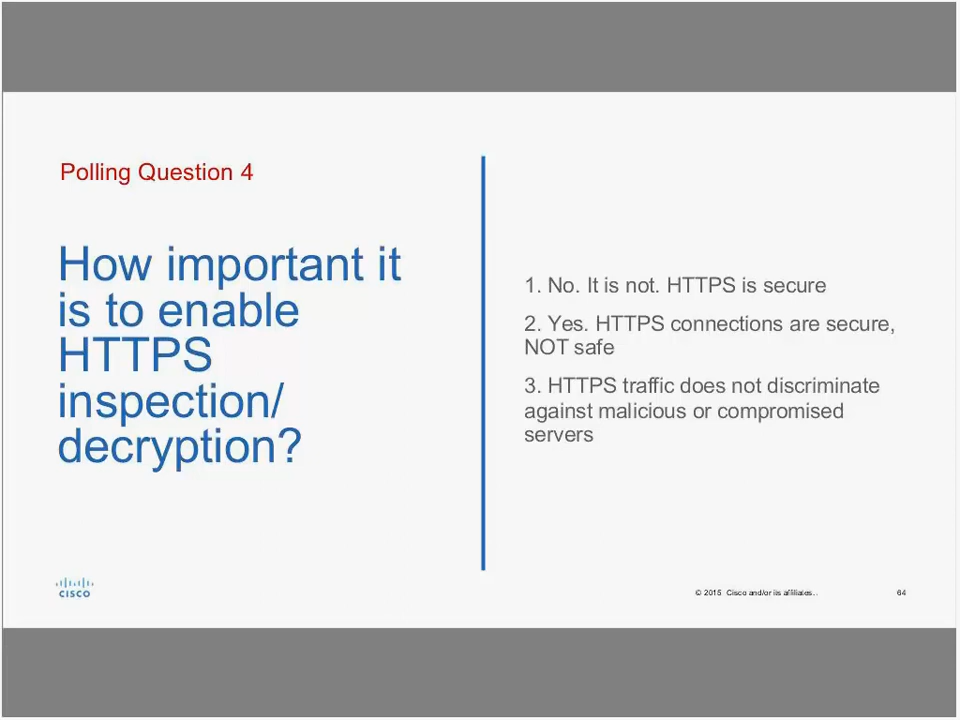 Polling Question 4
How important it
is to enable
HTTPS
inspection/
decryption?
1. No. It is not. HTTPS is secure
2. Yes. HTTPS connections are secure,
NOT safe
3. HTTPS traffic does not discriminate
against malicious or compromised
servers
CISCO
© 2015 Cisco and/or its affiliates..
64